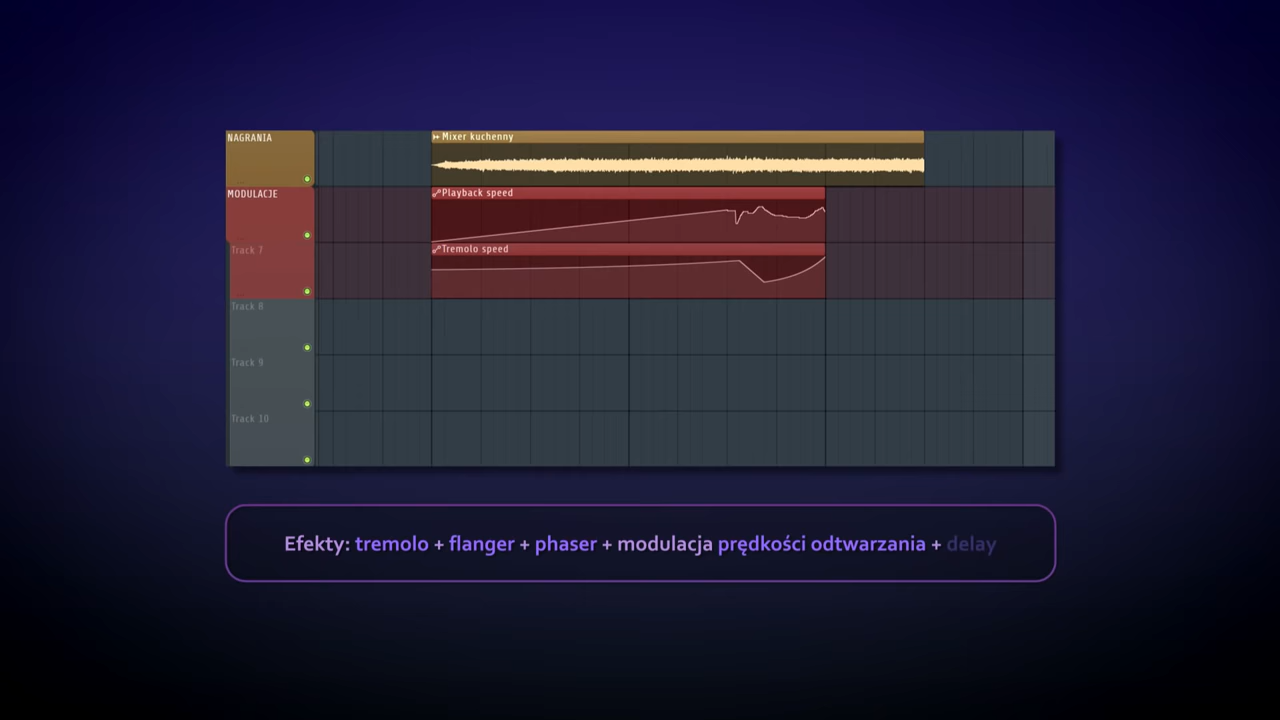 NAGRANIA
Mixer kuchenny
MODULACJE
Playback speed
Track 7
Tremolo speed
Track 8
Track 9
Track 10
Efekty: tremolo + flanger + phaser + modulacja prędkości odtwarzania + delay